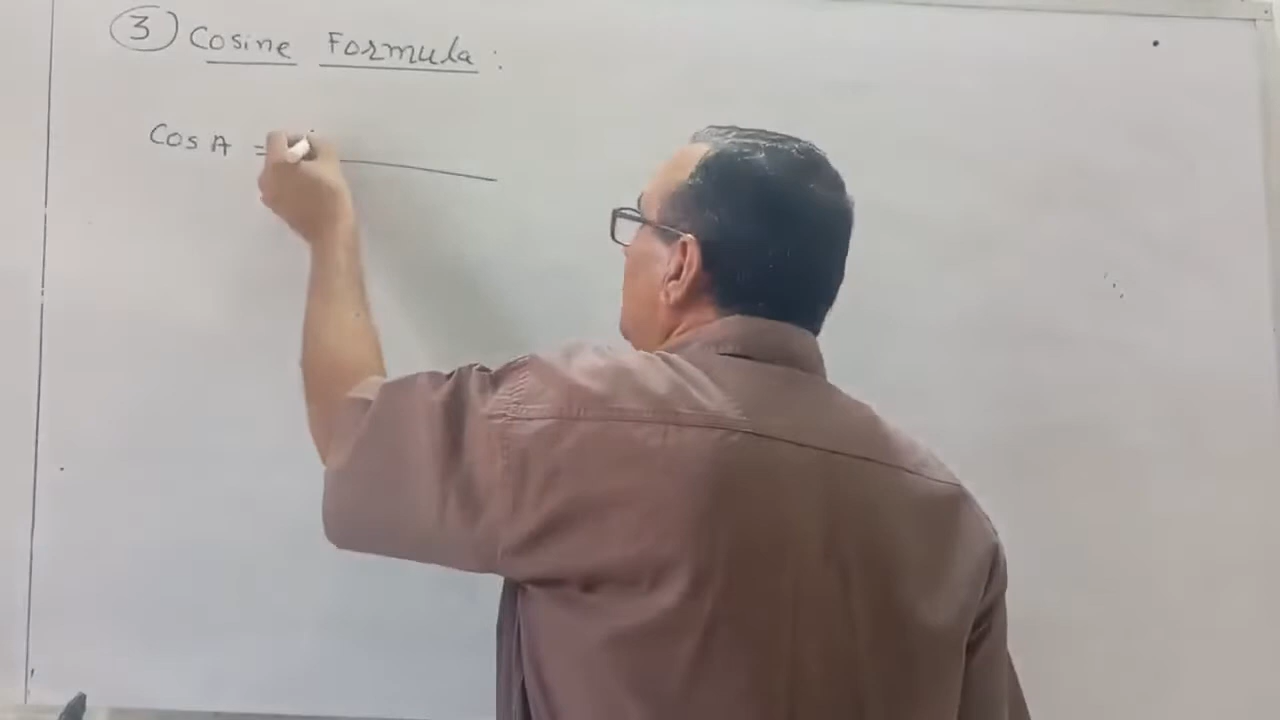 ③ Cosine Formula :
Cos A =